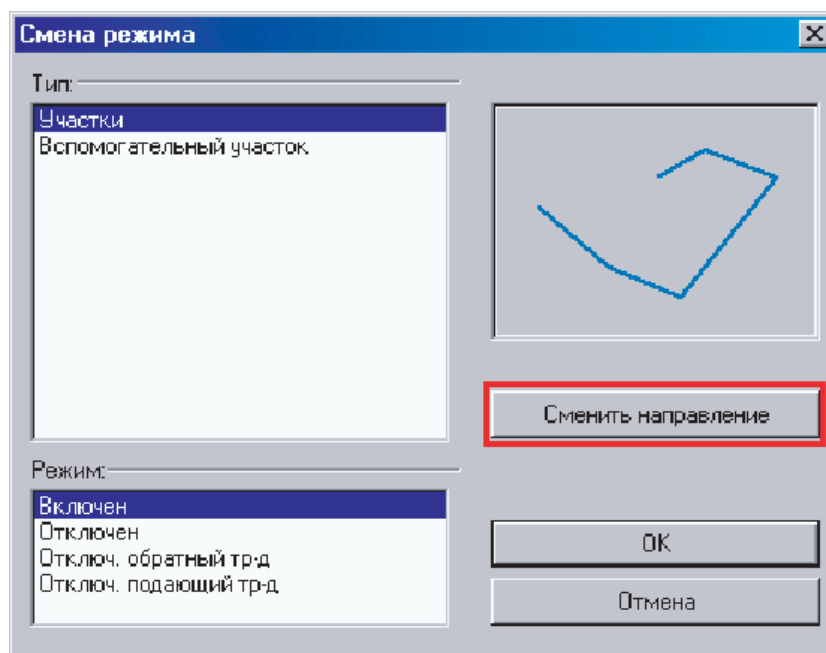 Смена режима
Тип:
Участки
Вспомогательный участок
Сменить направление
Режим:
Включен
Отключен
Отключ. обратный тр-д
Отключ. подающий тр-д
OK
Отмена